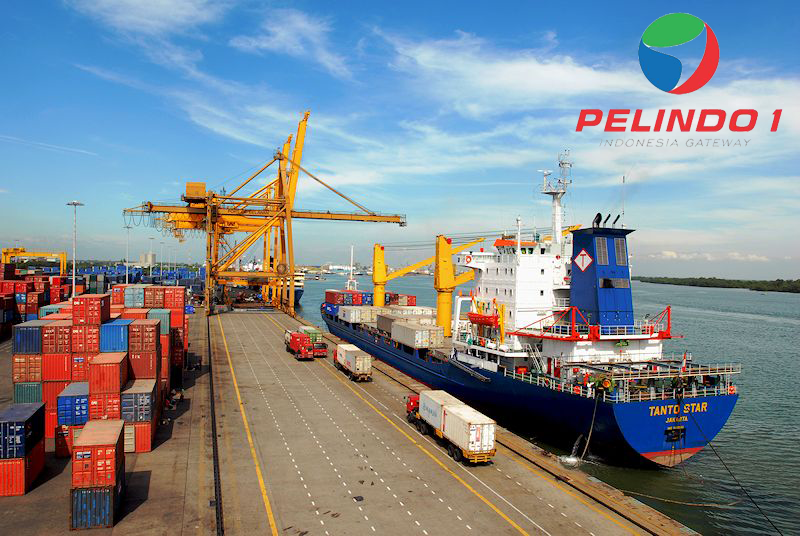 PELINDO 1
INDONESIA GATEWAY
TANTO STAR
JAKARTA